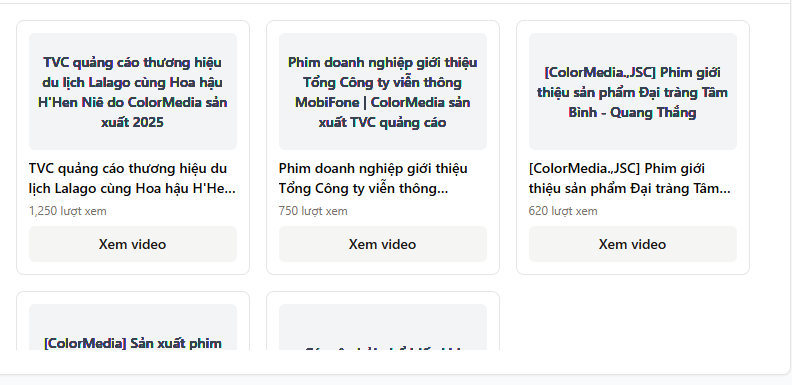 TVC quảng cáo thương hiệu
du lịch Lalago cùng Hoa hậu
H'Hen Niê do ColorMedia sản
xuất 2025
TVC quảng cáo thương hiệu du
lịch Lalago cùng Hoa hậu H'He...
1,250 lượt xem
Xem video
Phim doanh nghiệp giới thiệu
Tổng Công ty viễn thông
MobiFone | ColorMedia sản
xuất TVC quảng cáo
Phim doanh nghiệp giới thiệu
Tổng Công ty viễn thông...
750 lượt xem
Xem video
[ColorMedia.,JSC] Phim giới
thiệu sản phẩm Đại tràng Tâm
Bình - Quang Thắng
[ColorMedia.,JSC] Phim giới
thiệu sản phẩm Đại tràng Tâm...
620 lượt xem
Xem video
[ColorMedia] Sản xuất phim